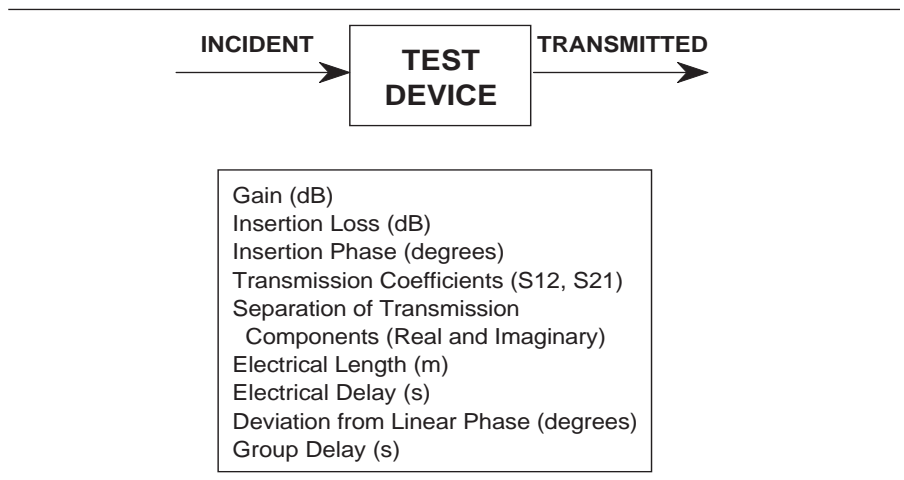 INCIDENT
TEST
DEVICE
TRANSMITTED
Gain (dB)
Insertion Loss (dB)
Insertion Phase (degrees)
Transmission Coefficients (S12, S21)
Separation of Transmission
Components (Real and Imaginary)
Electrical Length (m)
Electrical Delay (s)
Deviation from Linear Phase (degrees)
Group Delay (s)